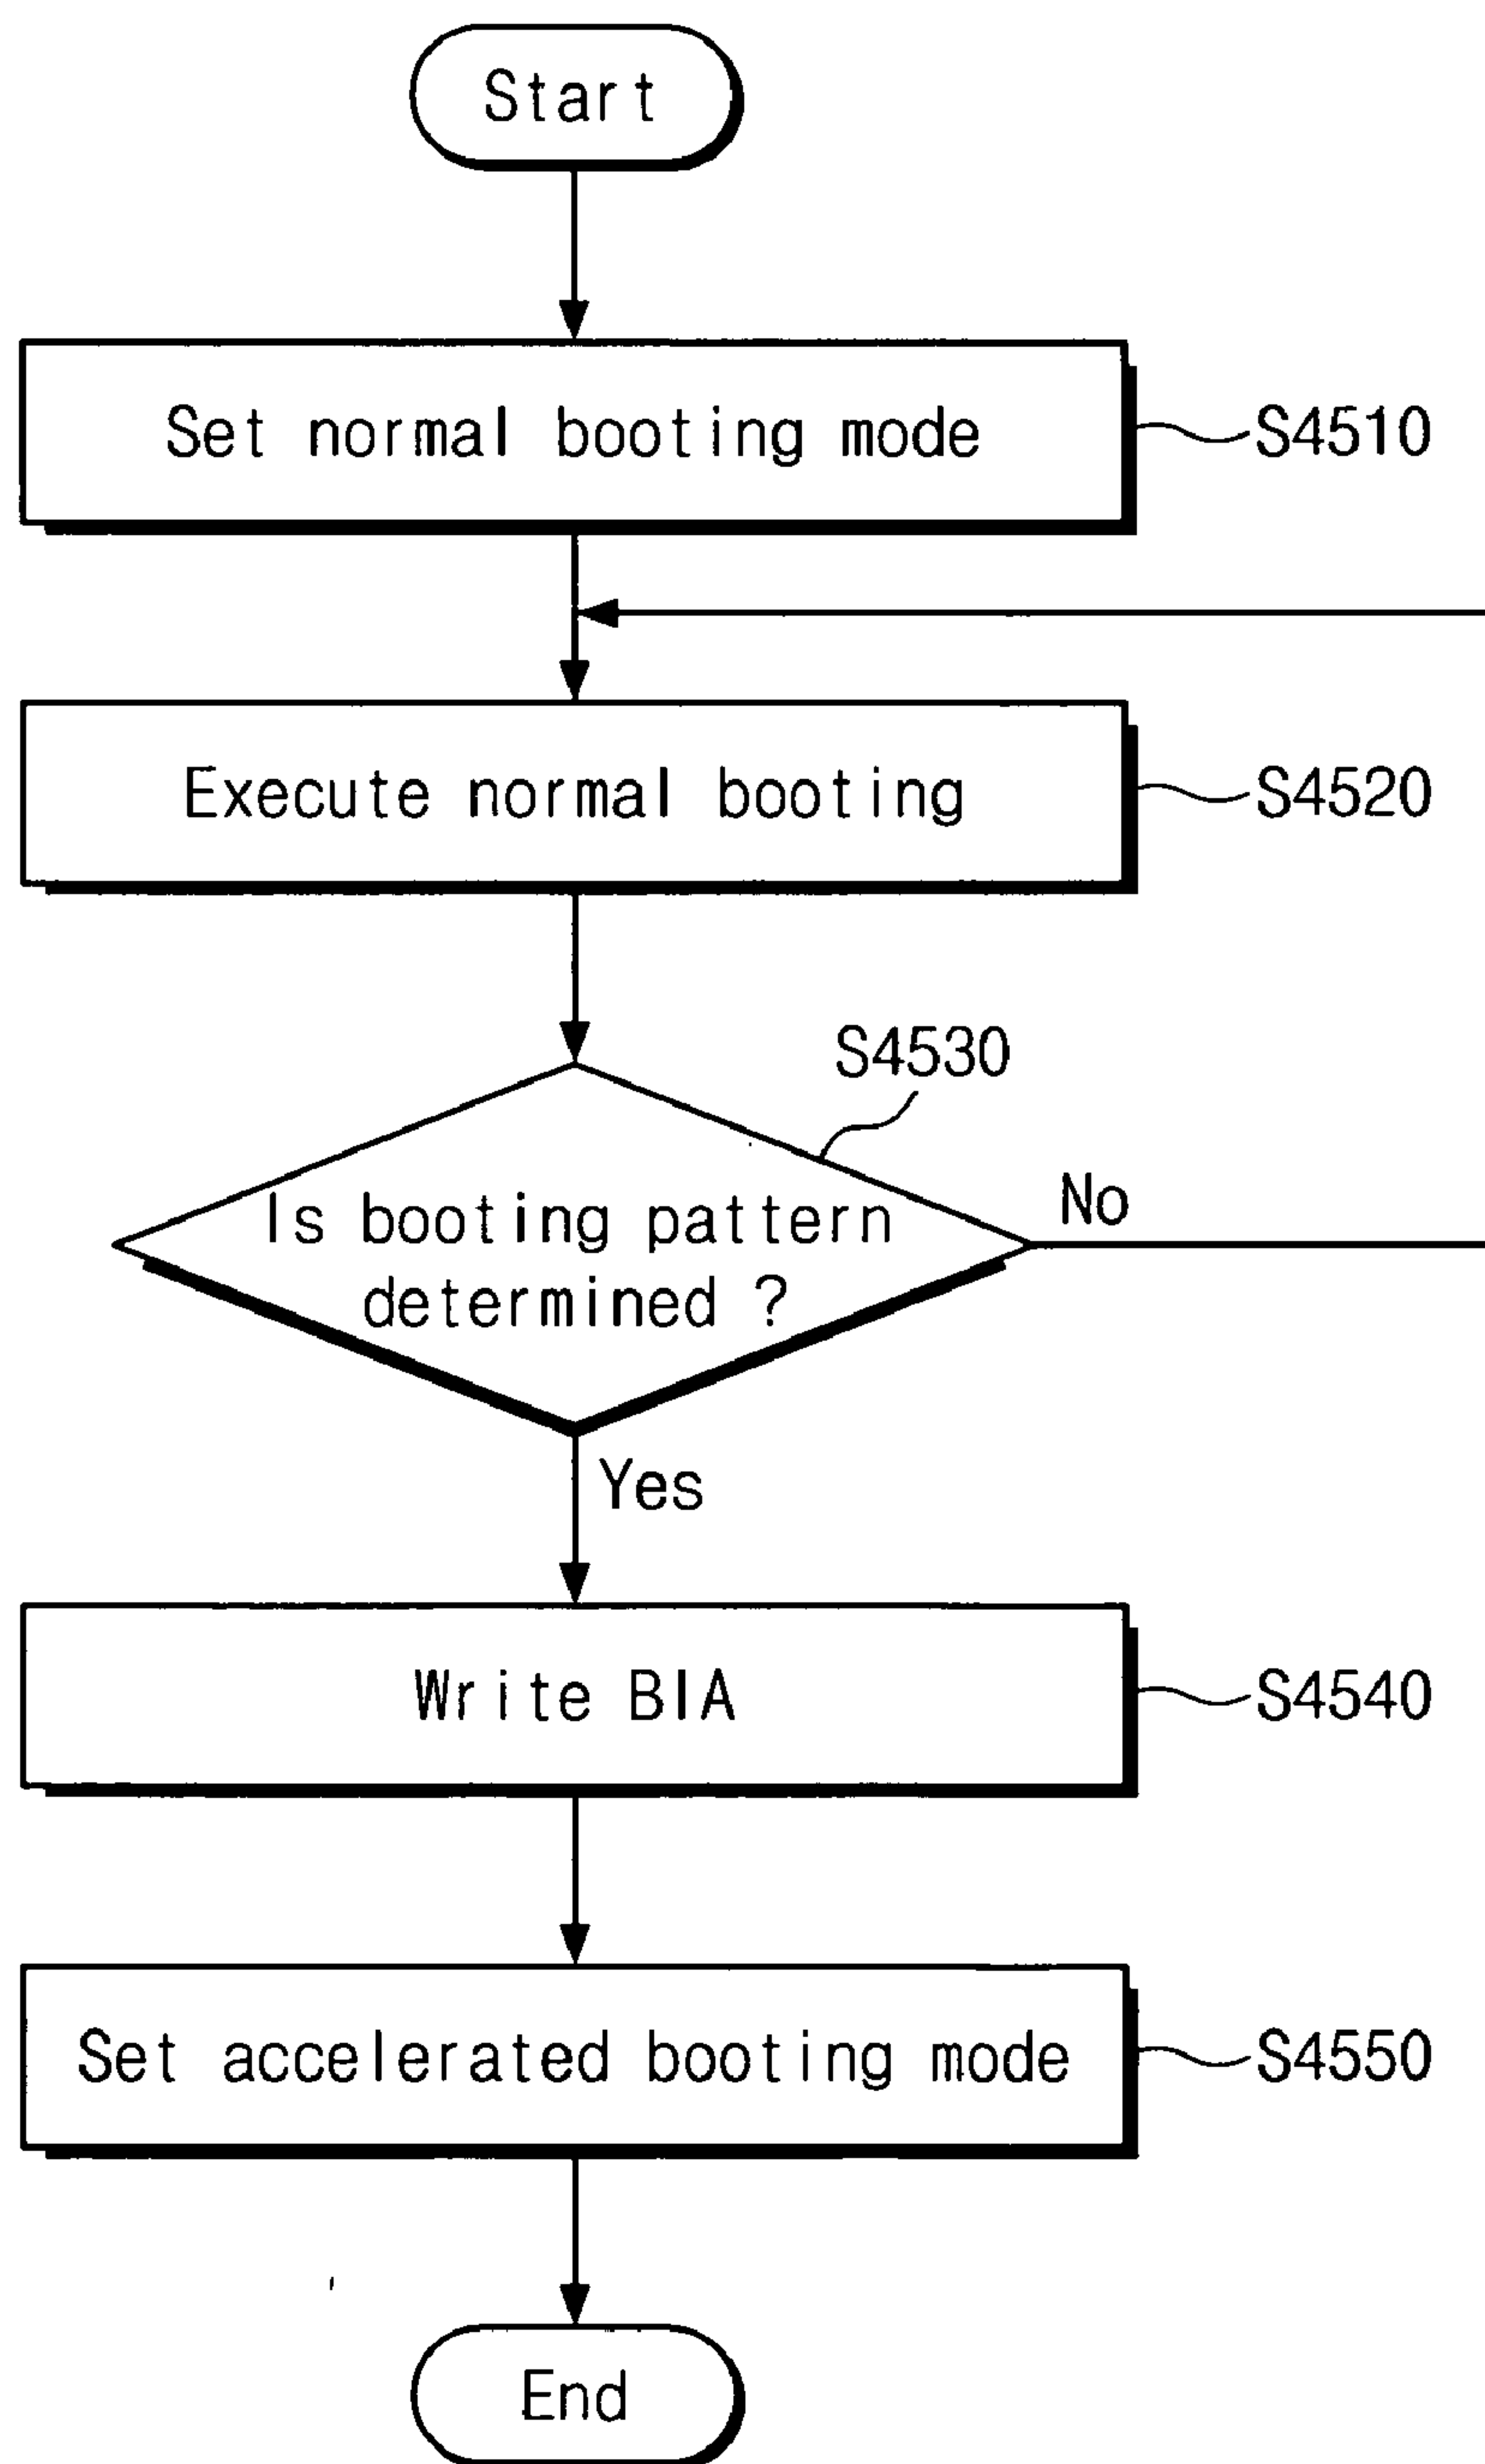 Start
Set normal booting mode
S4510
Execute normal booting
S4520
S4530
Is booting pattern
determined ?
No
Yes
Write BIA
S4540
Set accelerated booting mode
S4550
End